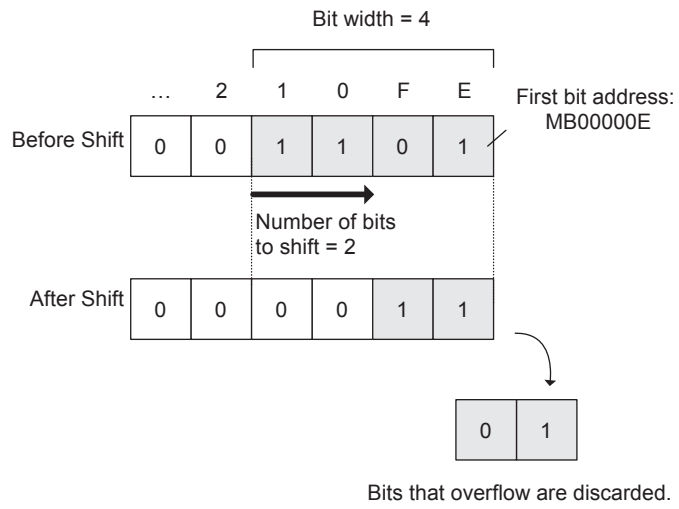 Bit width = 4
… 2 1 0 F E
First bit address:
MB00000E
Before Shift 0 0 1 1 0 1
Number of bits
to shift = 2
After Shift 0 0 0 0 1 1
0 1
Bits that overflow are discarded.